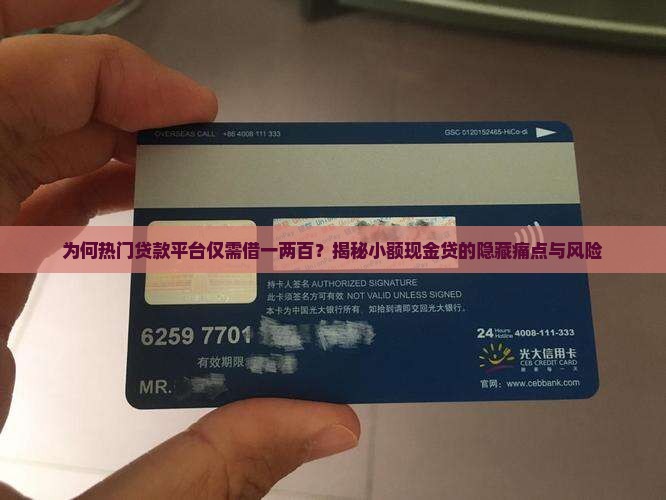 OVERSEAS CALL: +86 4008 111 333
GSC 0120152465-HiCo-di
为何热门贷款平台仅需借一两百？揭秘小额现金贷的隐藏痛点与风险
持卡人签名 AUTHORIZED SIGNATURE
此卡须签名方可有效 NOT VALID UNLESS SIGNED
本卡为中国光大银行所有，如拾到请即交回光大银行。
6259 7701
24 Hours Hotline 4008-111-333
有效期限
光大信用卡
CEB CREDIT CARD
MR.
官网：www.cebbank.com